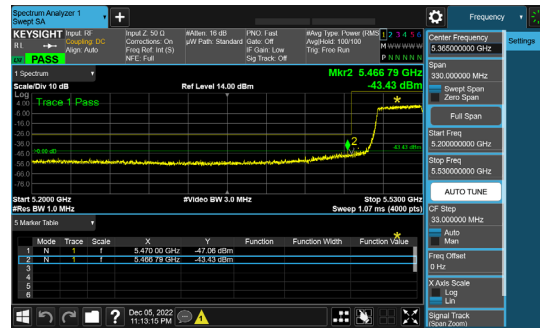 Spectrum Analyzer 1
Swept SA
Frequency
KEYSIGHT
Input: RF
Input Z: 50 Ω
#Atten: 16 dB
PNO: Fast
#Avg Type: Power (RMS
1 2 3 4 5 6
Coupling: DC
Corrections: On
µW Path: Standard
Gate: Off
Avg|Hold: 100/100
M W W W W W
Align: Auto
Freq Ref: Int (S)
IF Gain: Low
Trig: Free Run
NFE: Full
Sig Track: Off
P N N N N N
PASS
1 Spectrum
Mkr2 5.466 79 GHz
Scale/Div 10 dB
Ref Level 14.00 dBm
-43.43 dBm
Log
Trace 1 Pass
4.00
-6.00
-16.0
-26.0
-36.0
-46.0
-56.0
-66.0
-76.0
2
Start 5.2000 GHz
#Video BW 3.0 MHz
Stop 5.5300 GHz
#Res BW 1.0 MHz
Sweep 1.07 ms (4000 pts)
5 Marker Table
Mode Trace Scale X Y Function Function Width Function Value
1 N 1 f 5.470 00 GHz -47.06 dBm
2 N 1 f 5.466 79 GHz -43.43 dBm
3
4
5
6
Dec 05, 2022
11:13:15 PM
Center Frequency
5.365000000 GHz
Settings
Span
330.000000 MHz
Swept Span
Zero Span
Full Span
Start Freq
5.200000000 GHz
Stop Freq
5.530000000 GHz
AUTO TUNE
CF Step
33.000000 MHz
Auto
Man
Freq Offset
0 Hz
X Axis Scale
Log
Lin
Signal Track
(Span Zoom)